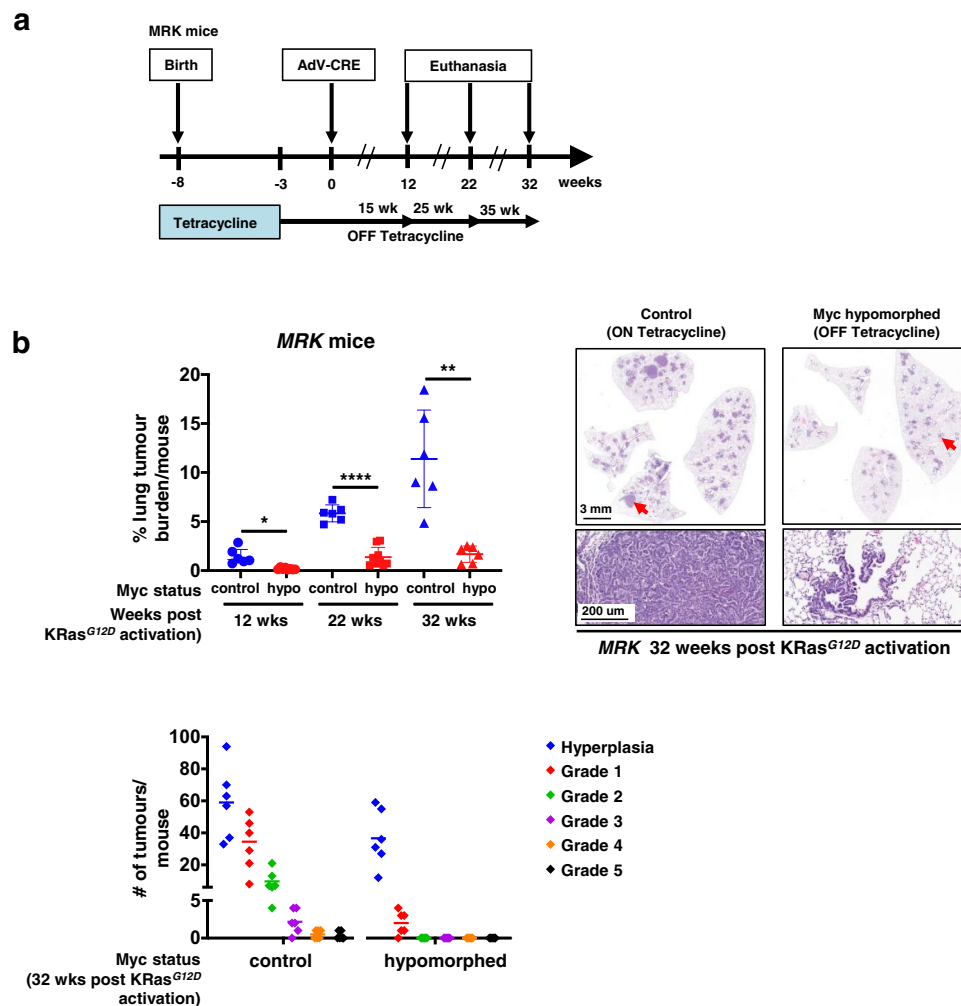 a
MRK mice
Birth
AdV-CRE
Euthanasia
-8
-3
0
12
22
32
weeks
Tetracycline
15 wk
25 wk
35 wk
OFF Tetracycline
b
MRK mice
% lung tumour
burden/mouse
20
15
10
5
0
*
****
**
Myc status
control
hypo
control
hypo
control
hypo
Weeks post
KRasG12D activation)
12 wks
22 wks
32 wks
Control
(ON Tetracycline)
Myc hypomorphed
(OFF Tetracycline)
3 mm
200 um
MRK 32 weeks post KRasG12D activation
# of tumours/
mouse
100
80
60
40
20
5
0
Hyperplasia
Grade 1
Grade 2
Grade 3
Grade 4
Grade 5
Myc status
(32 wks post KRasG12D
activation)
control
hypomorphed